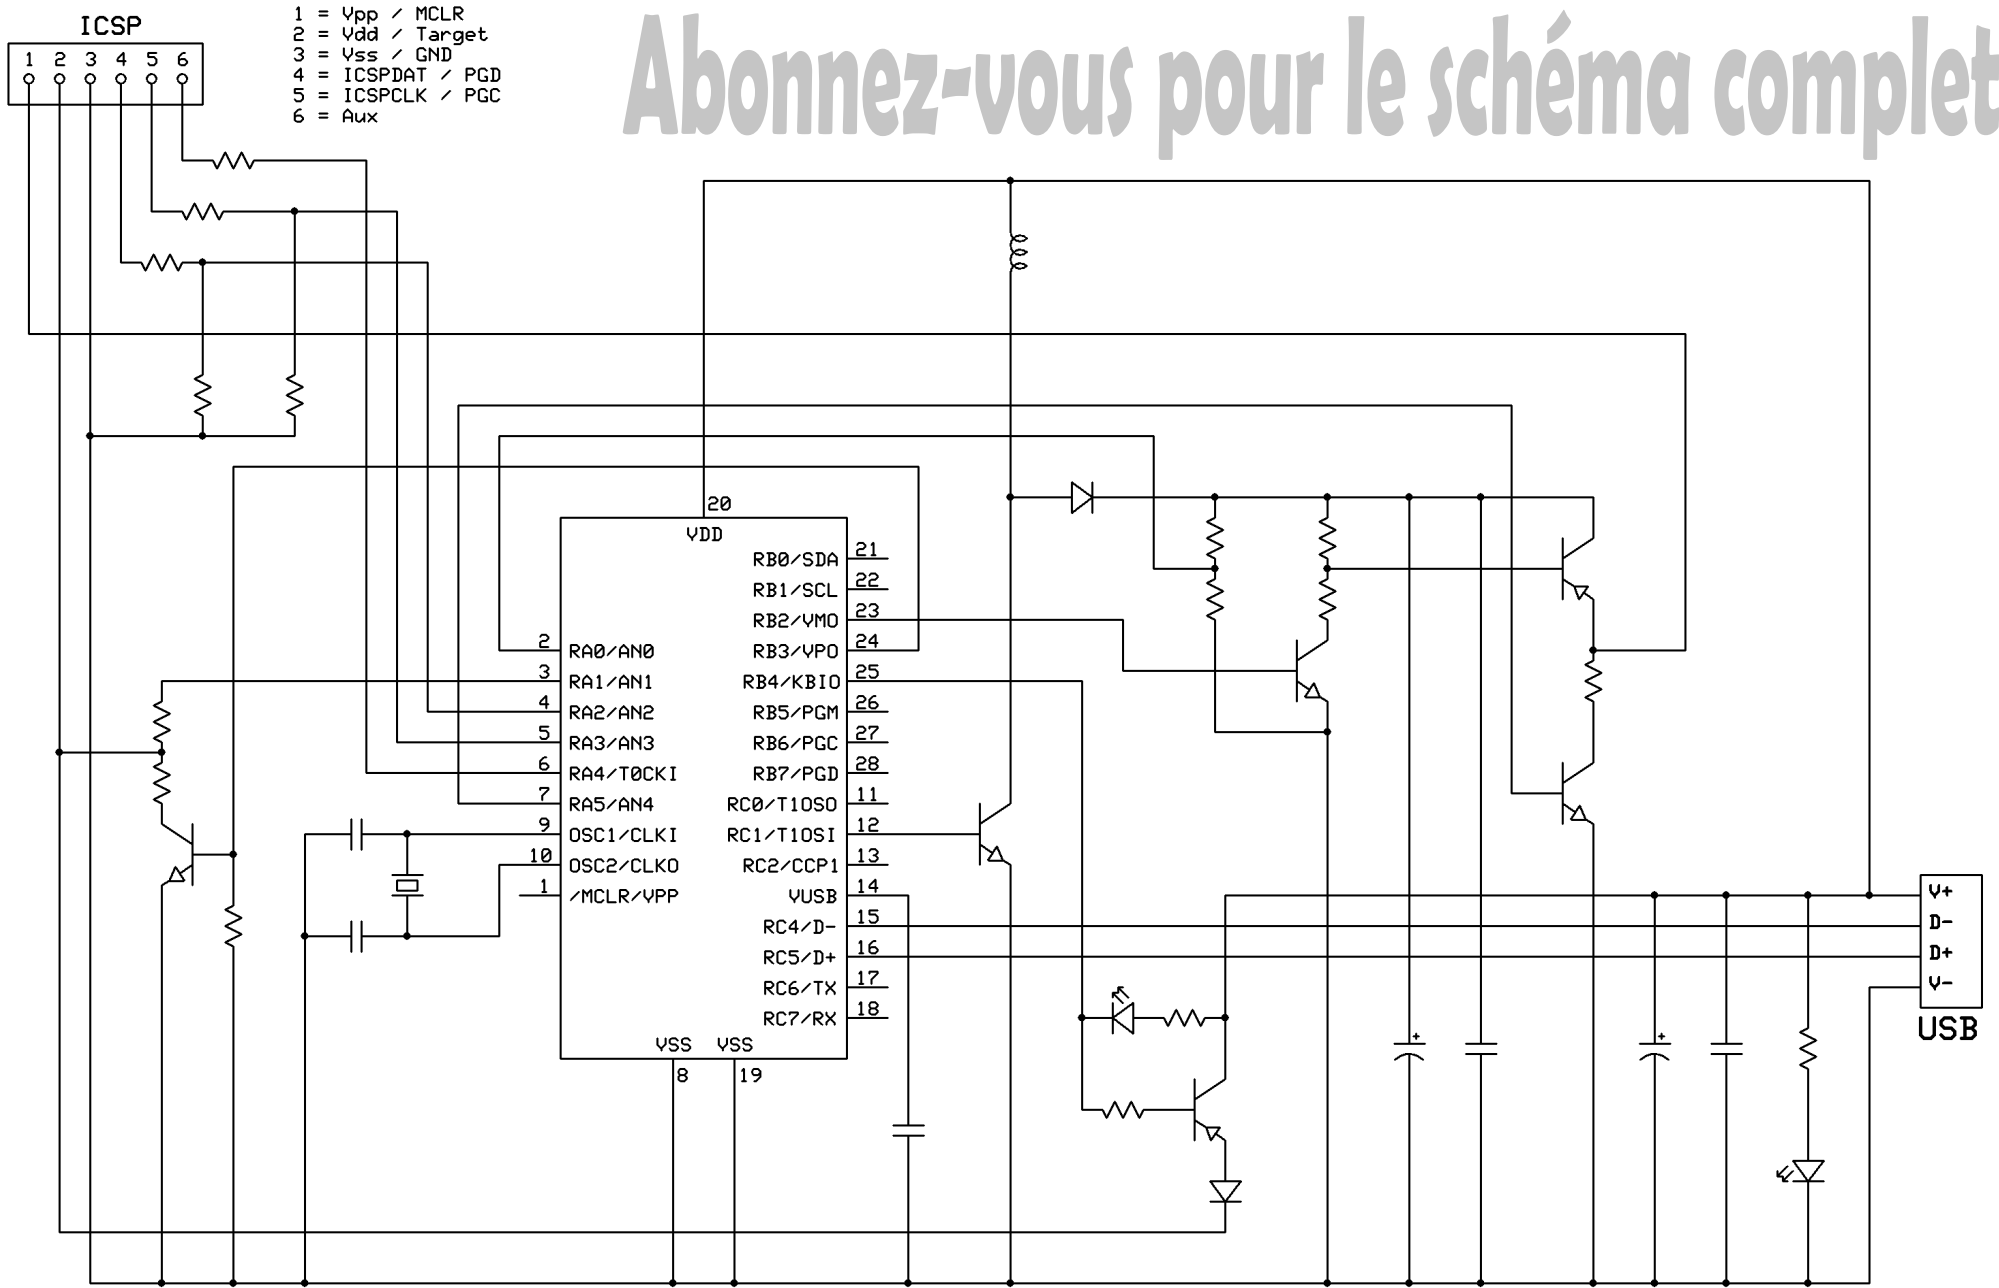 Abonnez-vous pour le schéma complet
ICSP
1 2 3 4 5 6
1 = Vpp / MCLR
2 = Vdd / Target
3 = Vss / GND
4 = ICSPDAT / PGD
5 = ICSPCLK / PGC
6 = Aux
20
VDD
2 RA0/AN0
3 RA1/AN1
4 RA2/AN2
5 RA3/AN3
6 RA4/T0CKI
7 RA5/AN4
9 OSC1/CLKI
10 OSC2/CLKO
1 /MCLR/VPP
RB0/SDA 21
RB1/SCL 22
RB2/VMO 23
RB3/VPO 24
RB4/KBIO 25
RB5/PGM 26
RB6/PGC 27
RB7/PGD 28
RC0/T1OSO 11
RC1/T1OSI 12
RC2/CCP1 13
VUSB 14
RC4/D- 15
RC5/D+ 16
RC6/TX 17
RC7/RX 18
VSS VSS
8 19
+
+
V+
D-
D+
V-
USB